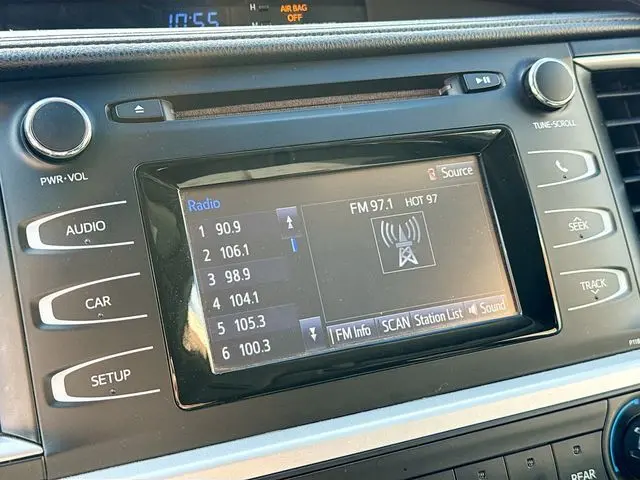 10:55
H
H
AIR BAG
OFF
PWR·VOL
TUNE·SCROLL
AUDIO
CAR
SETUP
SEEK
TRACK
Radio
Source
FM 97.1 HOT 97
1 90.9
2 106.1
3 98.9
4 104.1
5 105.3
6 100.3
FM Info
SCAN
Station List
Sound
REAR